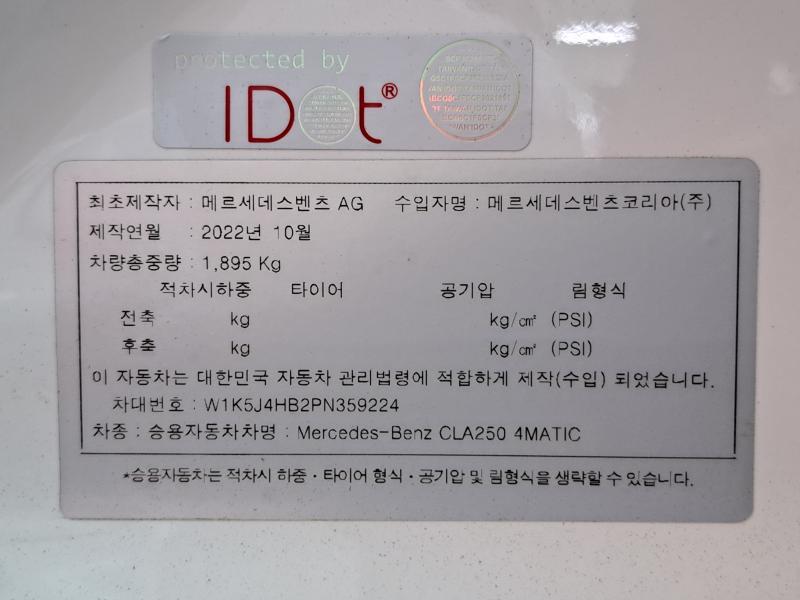 protected by
IDOt®
최초제작자 : 메르세데스벤츠 AG 수입자명 : 메르세데스벤츠코리아(주)
제작연월 : 2022년 10월
차량총중량 : 1,895 Kg
적차시하중 타이어 공기압 림형식
전축 kg kg/㎠ (PSI)
후축 kg kg/㎠ (PSI)
이 자동차는 대한민국 자동차 관리법령에 적합하게 제작(수입) 되었습니다.
차대번호 : W1K5J4HB2PN359224
차종 : 승용자동차차명 : Mercedes-Benz CLA250 4MATIC
*승용자동차는 적차시 하중·타이어 형식·공기압 및 림형식을 생략할 수 있습니다.